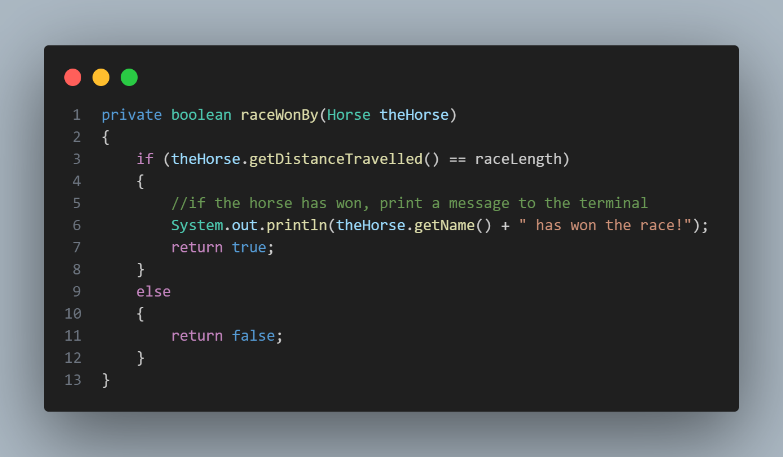 1 private boolean raceWonBy(Horse theHorse)
2 {
3     if (theHorse.getDistanceTravelled() == raceLength)
4     {
5         //if the horse has won, print a message to the terminal
6         System.out.println(theHorse.getName() + " has won the race!");
7         return true;
8     }
9     else
10     {
11         return false;
12     }
13 }